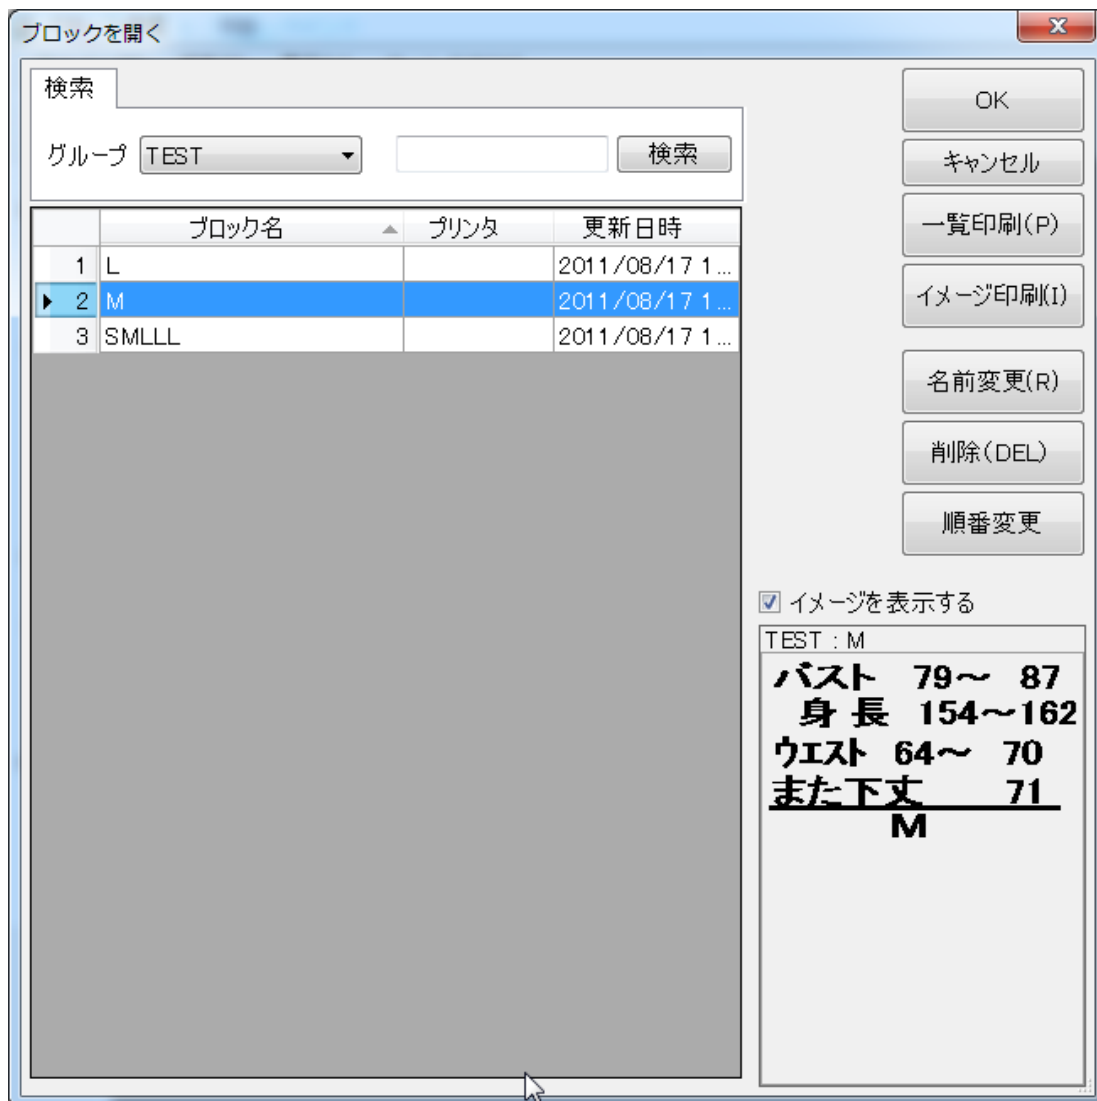 ブロックを開く
検索
グループ TEST 検索
ブロック名 プリンタ 更新日時
1 L 2011/08/17 1...
2 M 2011/08/17 1...
3 SMLLL 2011/08/17 1...
OK
キャンセル
一覧印刷(P)
イメージ印刷(I)
名前変更(R)
削除(DEL)
順番変更
イメージを表示する
TEST : M
バスト 79～ 87
身長 154～162
ウエスト 64～ 70
また下丈 71
M